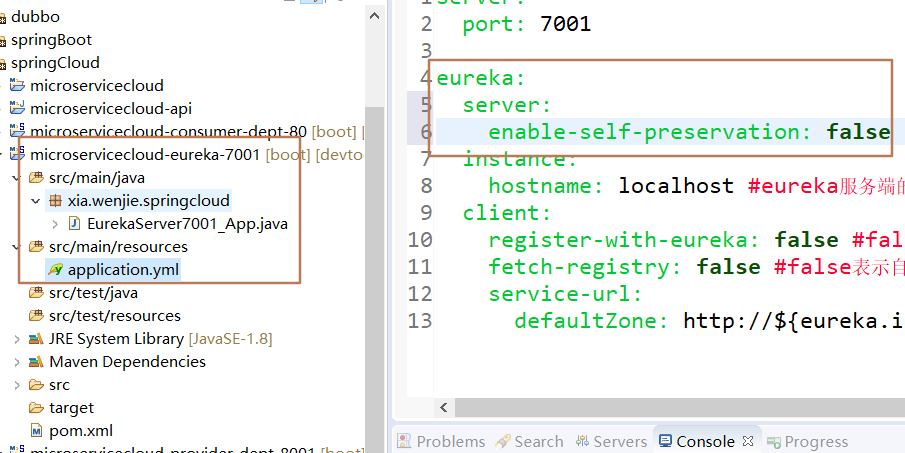 dubbo
springBoot
springCloud
microservicecloud
microservicecloud-api
microservicecloud-consumer-dept-80 [boot] [
microservicecloud-eureka-7001 [boot] [devto
src/main/java
xia.wenjie.springcloud
EurekaServer7001_App.java
src/main/resources
application.yml
src/test/java
src/test/resources
JRE System Library [JavaSE-1.8]
Maven Dependencies
src
target
pom.xml
microservicecloud-provider-dept-8001 [boot]
1 server:
2 port: 7001
3
4 eureka:
5 server:
6 enable-self-preservation: false
7 instance:
8 hostname: localhost #eureka服务端的
9 client:
10 register-with-eureka: false #fal
11 fetch-registry: false #false表示自
12 service-url:
13 defaultZone: http://${eureka.i
Problems Search Servers Console Progress